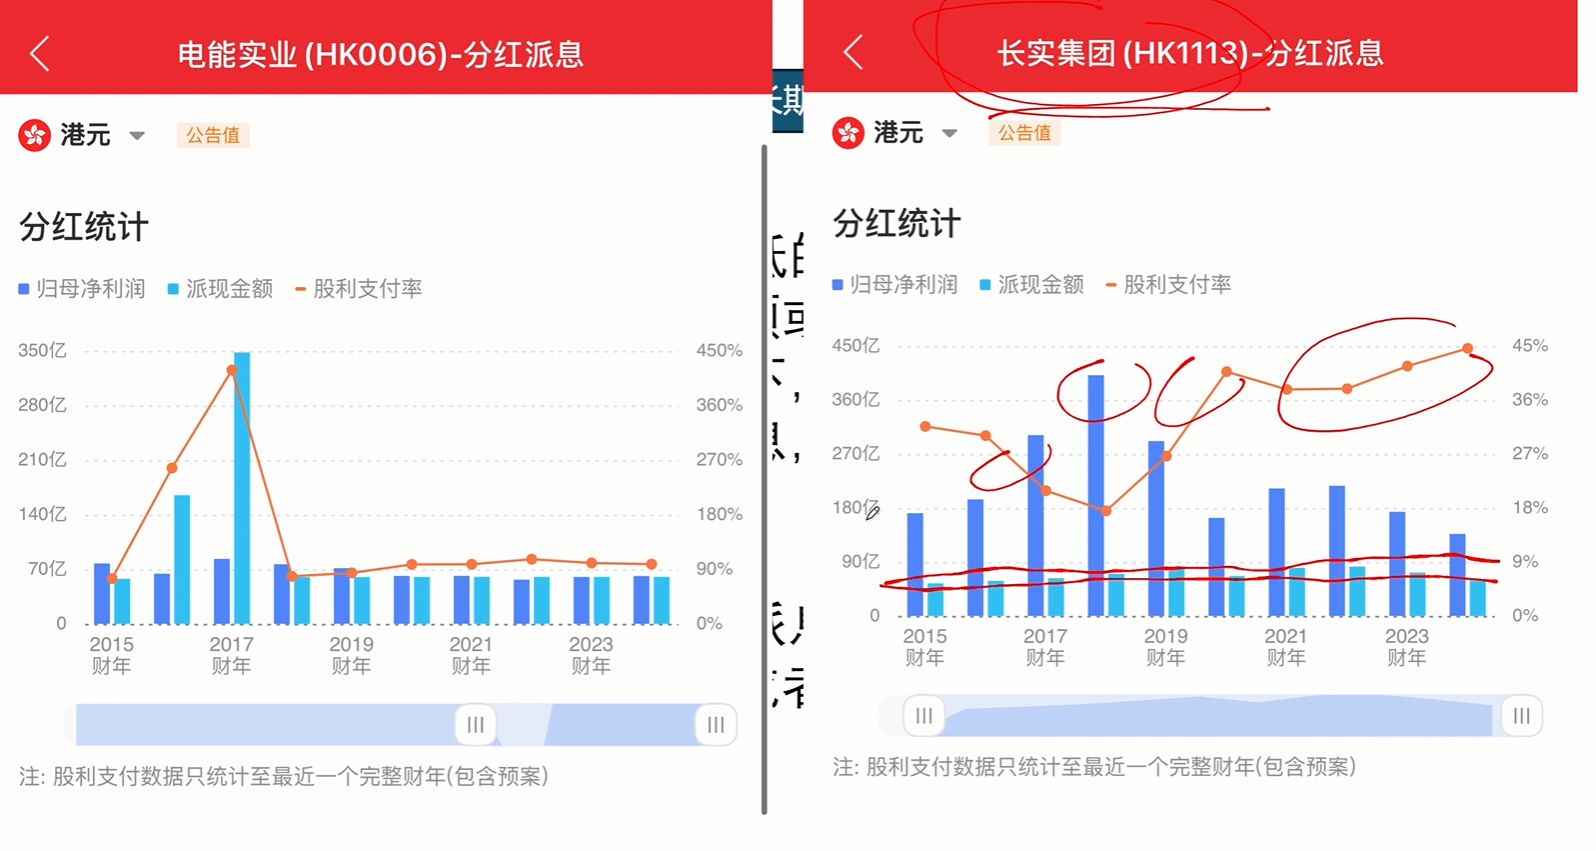 电能实业 (HK0006)-分红派息
港元
公告值
分红统计
归母净利润 派现金额 股利支付率
350亿 450%
280亿 360%
210亿 270%
140亿 180%
70亿 90%
0 0%
2015 2017 2019 2021 2023
财年 财年 财年 财年 财年
注: 股利支付数据只统计至最近一个完整财年(包含预案)
长实集团 (HK1113)-分红派息
港元
公告值
分红统计
归母净利润 派现金额 股利支付率
450亿 45%
360亿 36%
270亿 27%
180亿 18%
90亿 9%
0 0%
2015 2017 2019 2021 2023
财年 财年 财年 财年 财年
注: 股利支付数据只统计至最近一个完整财年(包含预案)